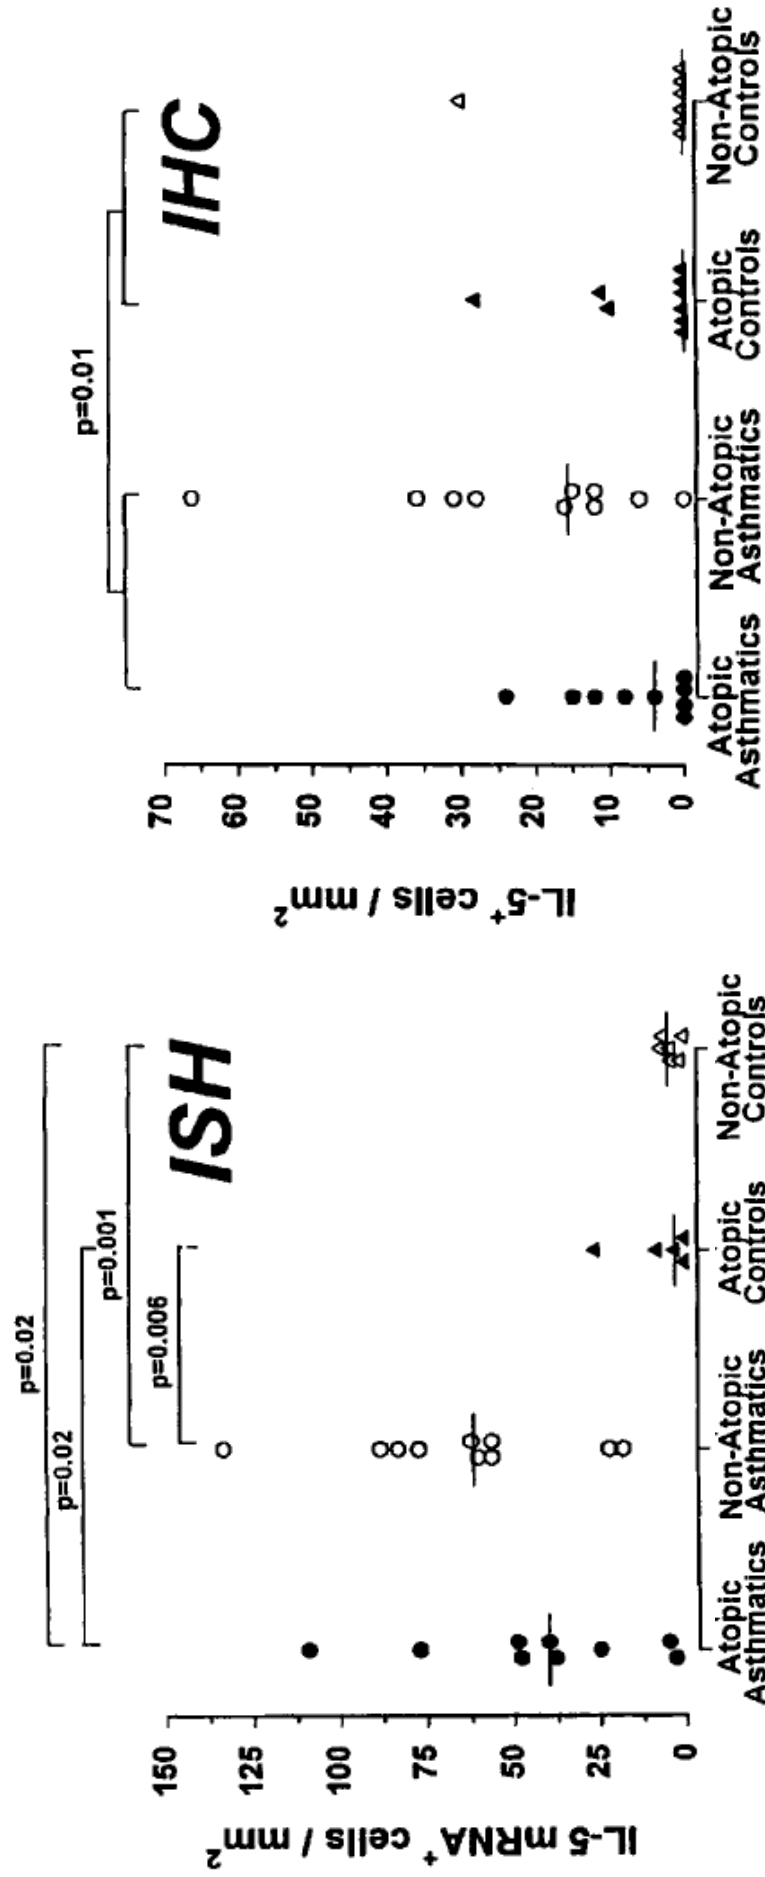 p=0.02
p=0.02
p=0.001
p=0.006
ISH
IL-5 mRNA+ cells / mm2
150
125
100
75
50
25
0
Atopic
Asthmatics
Non-Atopic
Asthmatics
Atopic
Controls
Non-Atopic
Controls
p=0.01
IHC
IL-5+ cells / mm2
70
60
50
40
30
20
10
0
Atopic
Asthmatics
Non-Atopic
Asthmatics
Atopic
Controls
Non-Atopic
Controls